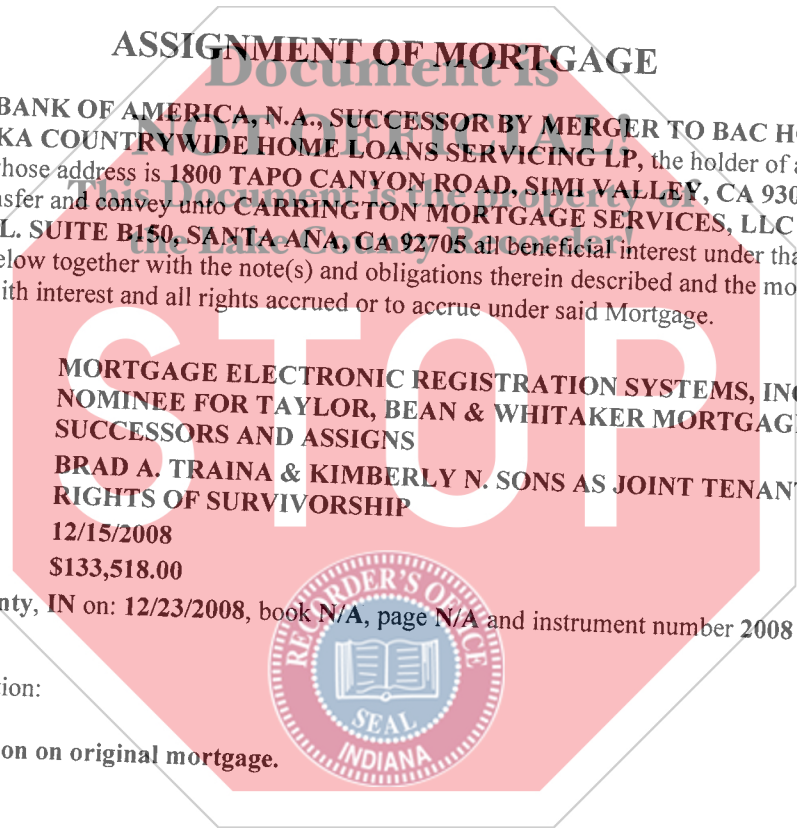 ASSIGNMENT OF MORTGAGE
Document is
NOT OFFICIAL!
This Document is the property of
the Lake County Recorder!
BANK OF AMERICA, N.A., SUCCESSOR BY MERGER TO BAC HO
KA COUNTRYWIDE HOME LOANS SERVICING LP, the holder of a
whose address is 1800 TAPO CANYON ROAD, SIMI VALLEY, CA 930
nsfer and convey unto CARRINGTON MORTGAGE SERVICES, LLC
L. SUITE B150, SANTA ANA, CA 92705 all beneficial interest under tha
elow together with the note(s) and obligations therein described and the mo
ith interest and all rights accrued or to accrue under said Mortgage.
STOP
MORTGAGE ELECTRONIC REGISTRATION SYSTEMS, INC
NOMINEE FOR TAYLOR, BEAN & WHITAKER MORTGAGE
SUCCESSORS AND ASSIGNS
BRAD A. TRAINA & KIMBERLY N. SONS AS JOINT TENANT
RIGHTS OF SURVIVORSHIP
12/15/2008
$133,518.00
nty, IN on: 12/23/2008, book N/A, page N/A and instrument number 2008
RECORDER'S OFFICE
SEAL
INDIANA
tion:
on on original mortgage.